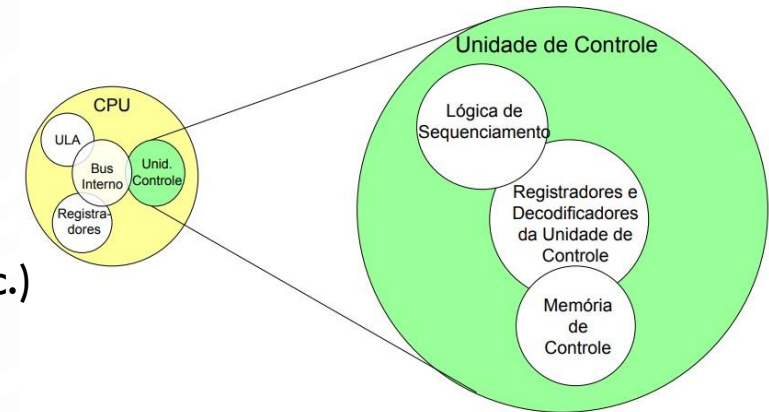 CPU
ULA
Bus
Interno
Unid.
Controle
Registra-
dores
c.)
Unidade de Controle
Lógica de
Sequenciamento
Registradores e
Decodificadores
da Unidade de
Controle
Memória
de
Controle